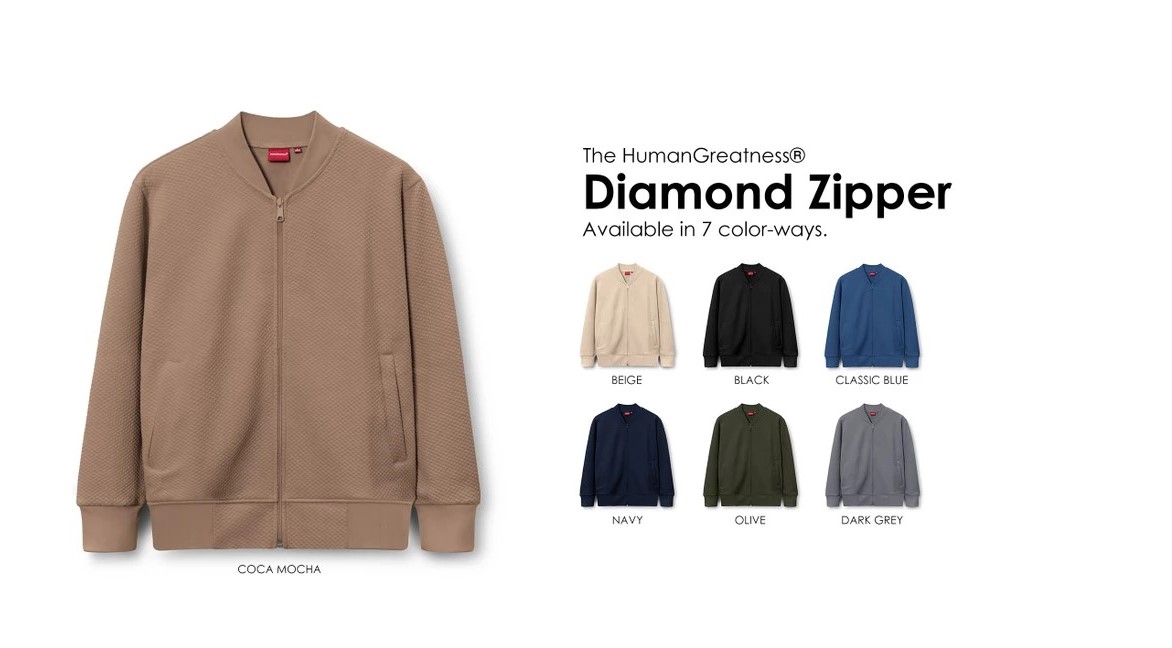 The HumanGreatness®
Diamond Zipper
Available in 7 color-ways.
BEIGE
BLACK
CLASSIC BLUE
NAVY
OLIVE
DARK GREY
COCA MOCHA